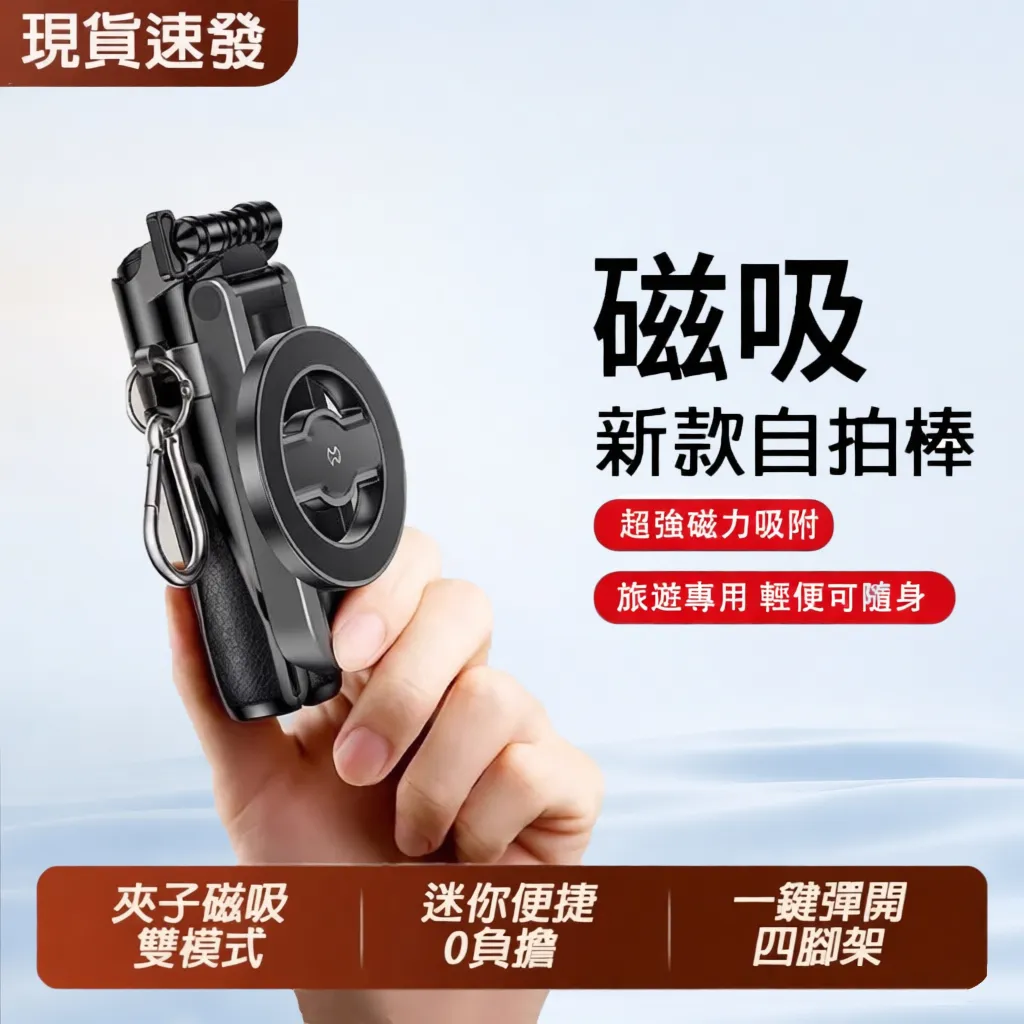 現貨速發
磁吸
新款自拍棒
超強磁力吸附
旅遊專用 輕便可隨身
夾子磁吸
雙模式
迷你便捷
0負擔
一鍵彈開
四腳架